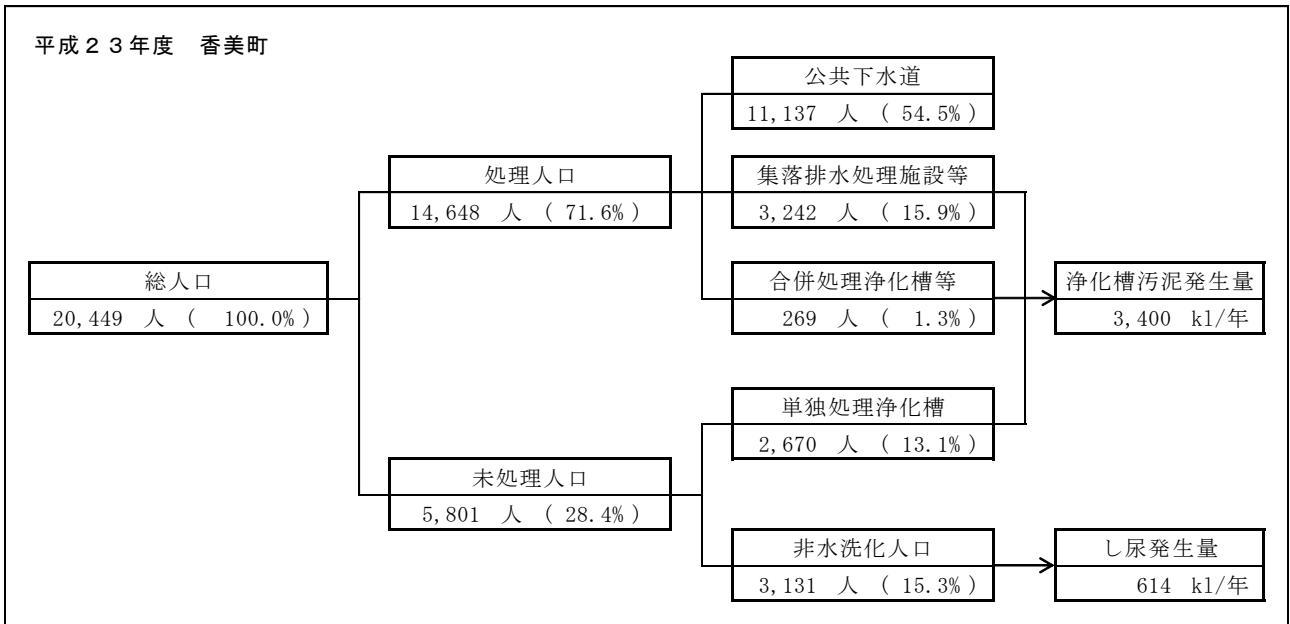 平成２３年度　香美町
公共下水道
11,137 人 ( 54.5% )
処理人口
14,648 人 ( 71.6% )
集落排水処理施設等
3,242 人 ( 15.9% )
総人口
20,449 人 ( 100.0% )
合併処理浄化槽等
269 人 ( 1.3% )
浄化槽汚泥発生量
3,400 kl/年
単独処理浄化槽
2,670 人 ( 13.1% )
未処理人口
5,801 人 ( 28.4% )
非水洗化人口
3,131 人 ( 15.3% )
し尿発生量
614 kl/年